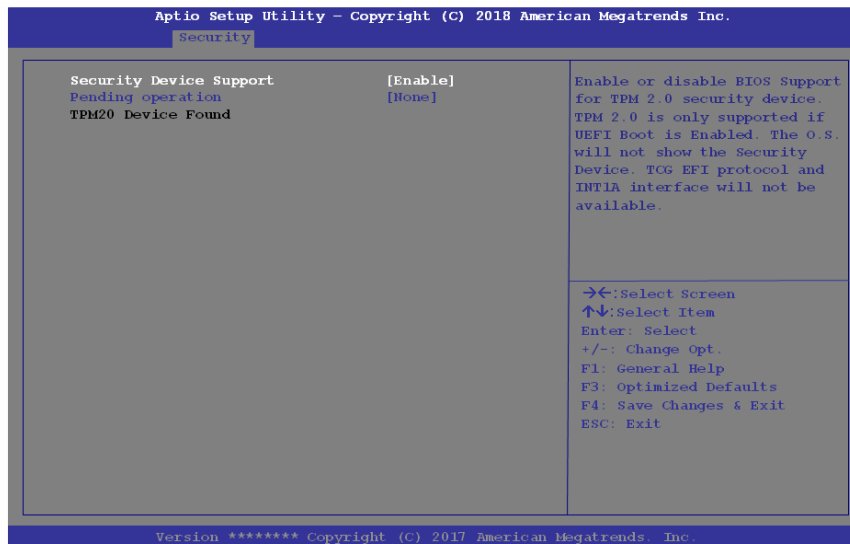 Aptio Setup Utility – Copyright (C) 2018 American Megatrends Inc.
Security
Security Device Support [Enable]
Pending operation [None]
TPM20 Device Found
Enable or disable BIOS Support
for TPM 2.0 security device.
TPM 2.0 is only supported if
UEFI Boot is Enabled. The O.S.
will not show the Security
Device. TCG EFI protocol and
INT1A interface will not be
available.
→←:Select Screen
↑↓:Select Item
Enter: Select
+/-: Change Opt.
F1: General Help
F3: Optimized Defaults
F4: Save Changes & Exit
ESC: Exit
Version ******** Copyright (C) 2017 American Megatrends. Inc.